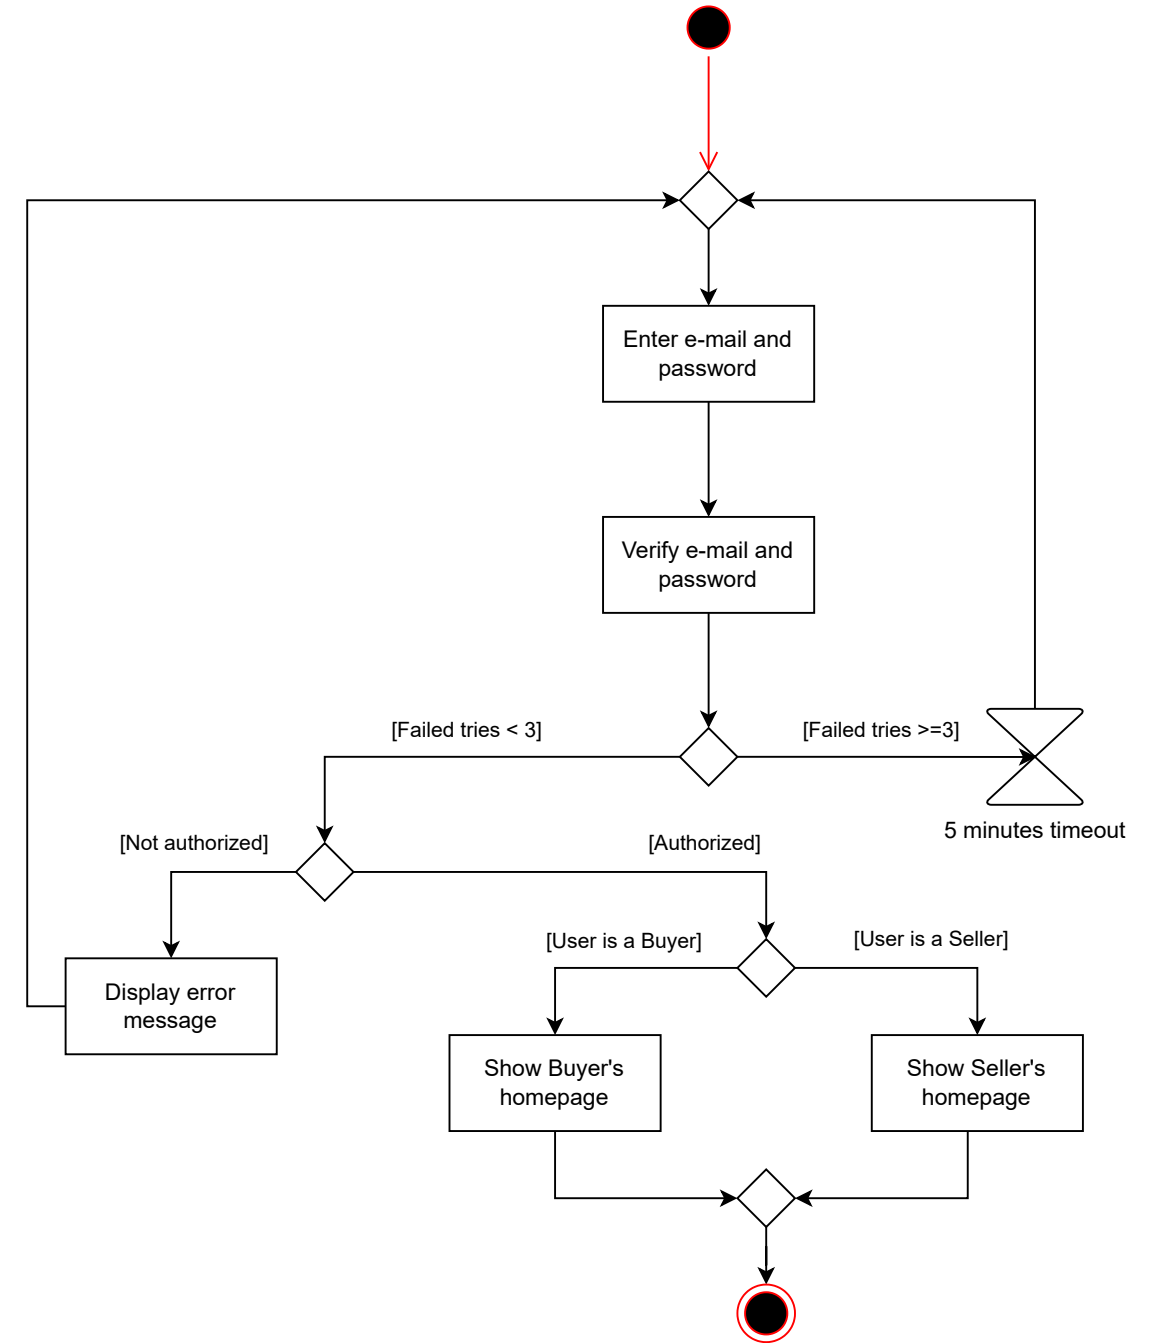 Enter e-mail and
password
Verify e-mail and
password
[Failed tries < 3]
[Failed tries >=3]
5 minutes timeout
[Not authorized]
[Authorized]
[User is a Buyer]
[User is a Seller]
Display error
message
Show Buyer's
homepage
Show Seller's
homepage